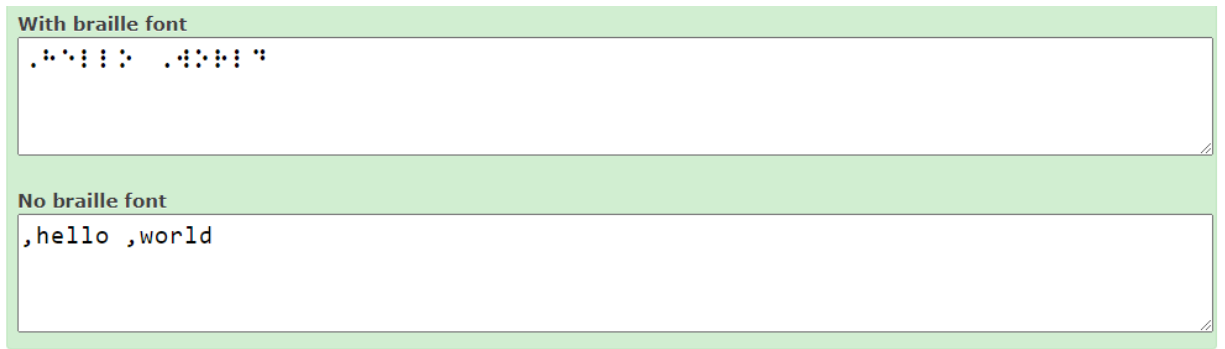 With braille font
⠠⠓⠑⠇⠇⠕ ⠠⠺⠕⠗⠇⠙
No braille font
,hello ,world